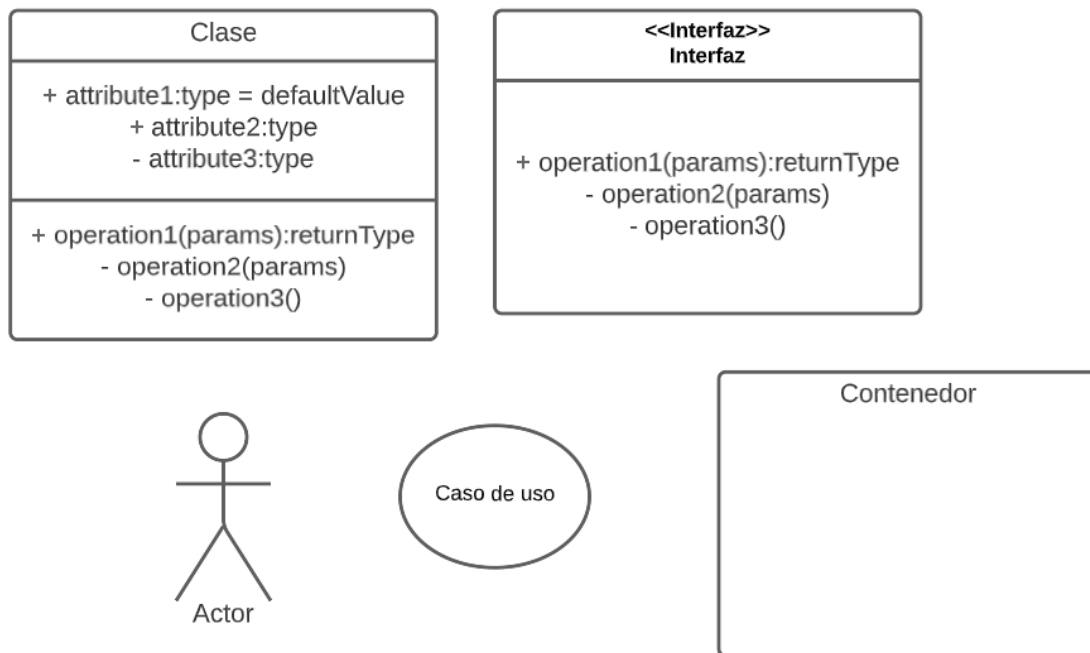 Clase
+ attribute1:type = defaultValue
+ attribute2:type
- attribute3:type
+ operation1(params):returnType
- operation2(params)
- operation3()
<<Interfaz>>
Interfaz
+ operation1(params):returnType
- operation2(params)
- operation3()
Actor
Caso de uso
Contenedor